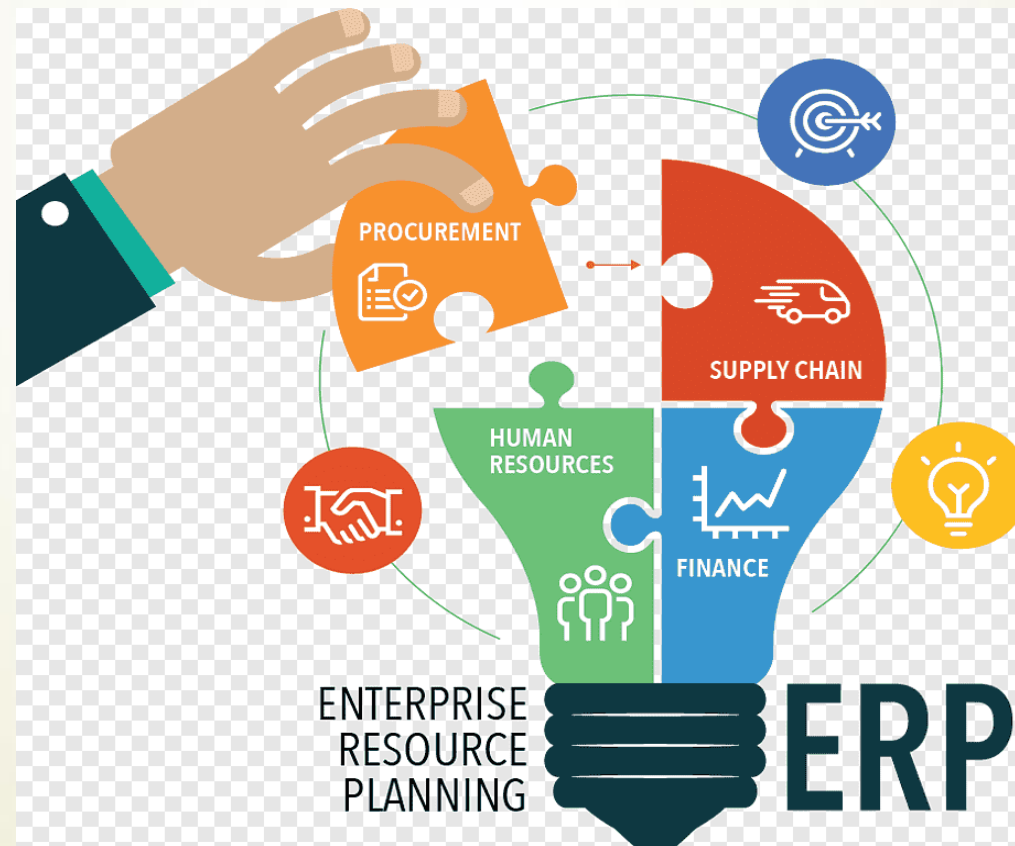 PROCUREMENT
SUPPLY CHAIN
HUMAN
RESOURCES
FINANCE
ENTERPRISE
RESOURCE
PLANNING
ERP